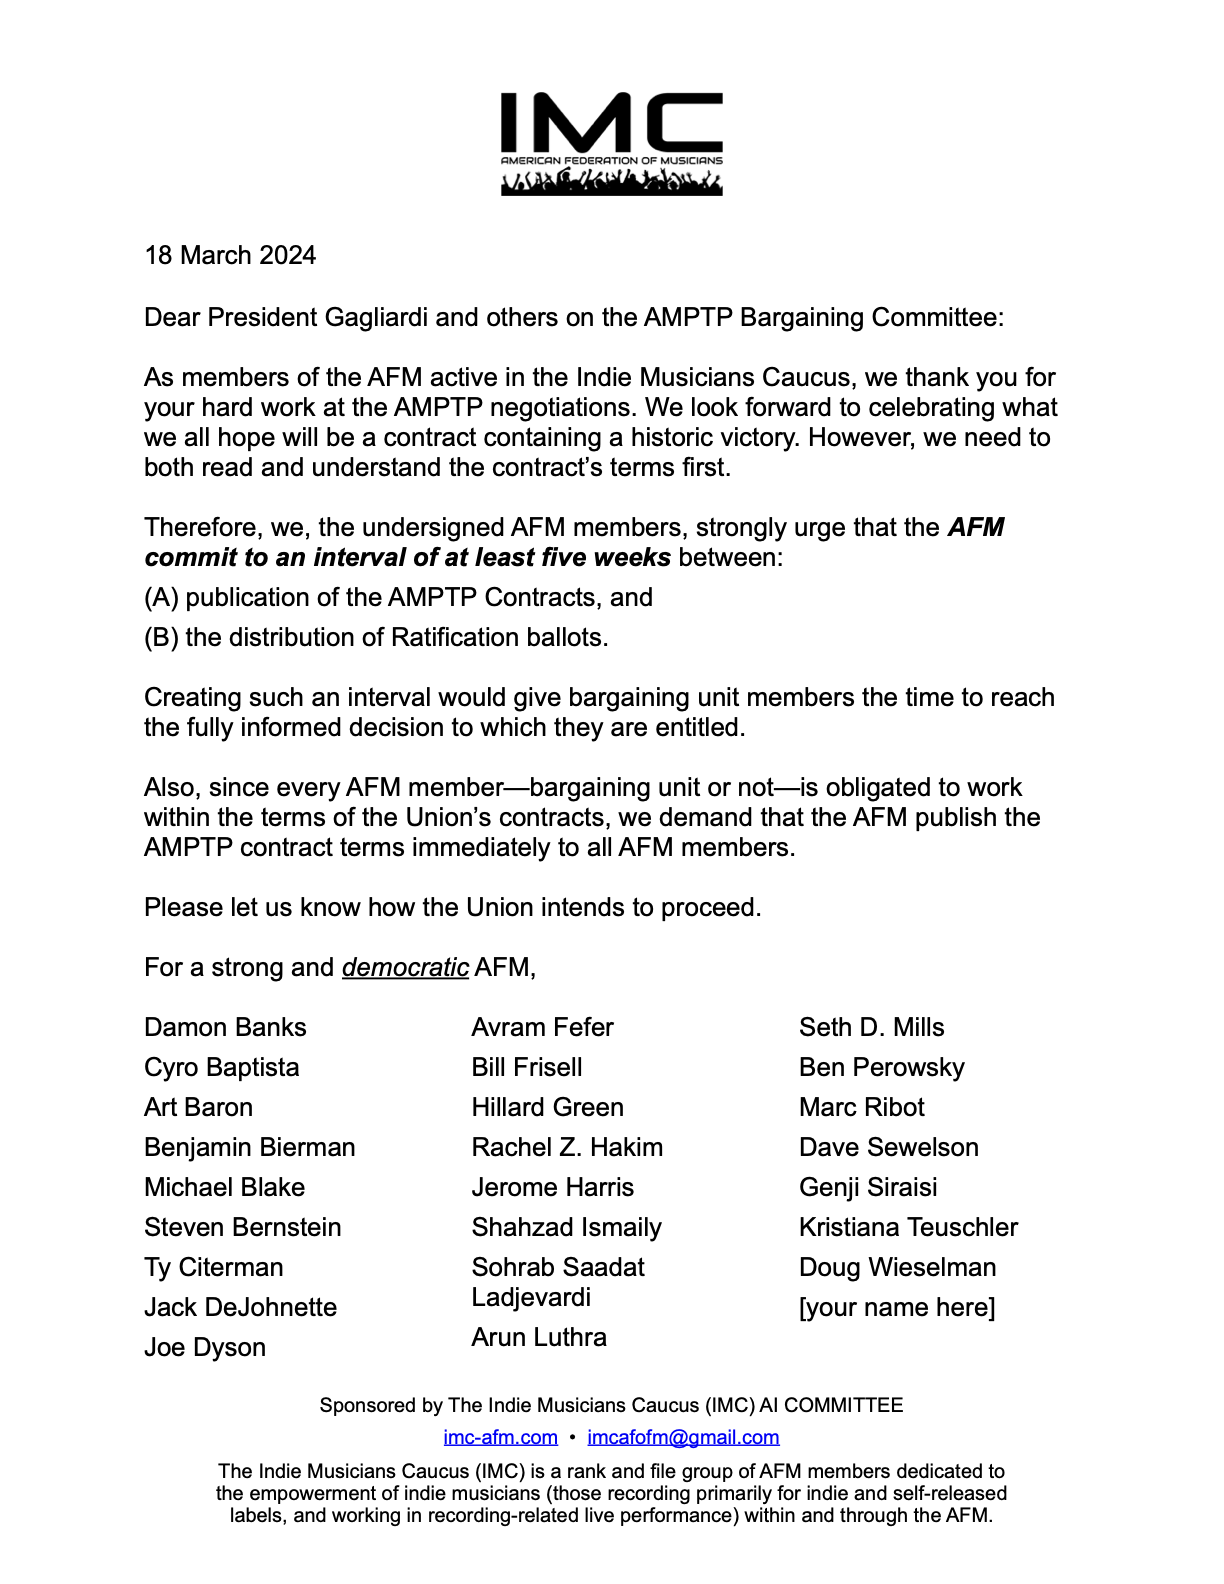 IMC
AMERICAN FEDERATION OF MUSICIANS
18 March 2024
Dear President Gagliardi and others on the AMPTP Bargaining Committee:
As members of the AFM active in the Indie Musicians Caucus, we thank you for
your hard work at the AMPTP negotiations. We look forward to celebrating what
we all hope will be a contract containing a historic victory. However, we need to
both read and understand the contract’s terms first.
Therefore, we, the undersigned AFM members, strongly urge that the AFM
commit to an interval of at least five weeks between:
(A) publication of the AMPTP Contracts, and
(B) the distribution of Ratification ballots.
Creating such an interval would give bargaining unit members the time to reach
the fully informed decision to which they are entitled.
Also, since every AFM member—bargaining unit or not—is obligated to work
within the terms of the Union’s contracts, we demand that the AFM publish the
AMPTP contract terms immediately to all AFM members.
Please let us know how the Union intends to proceed.
For a strong and democratic AFM,
Damon Banks
Cyro Baptista
Art Baron
Benjamin Bierman
Michael Blake
Steven Bernstein
Ty Citerman
Jack DeJohnette
Joe Dyson
Avram Fefer
Bill Frisell
Hillard Green
Rachel Z. Hakim
Jerome Harris
Shahzad Ismaily
Sohrab Saadat
Ladjevardi
Arun Luthra
Seth D. Mills
Ben Perowsky
Marc Ribot
Dave Sewelson
Genji Siraisi
Kristiana Teuschler
Doug Wieselman
[your name here]
Sponsored by The Indie Musicians Caucus (IMC) AI COMMITTEE
imc-afm.com • imcafofm@gmail.com
The Indie Musicians Caucus (IMC) is a rank and file group of AFM members dedicated to
the empowerment of indie musicians (those recording primarily for indie and self-released
labels, and working in recording-related live performance) within and through the AFM.